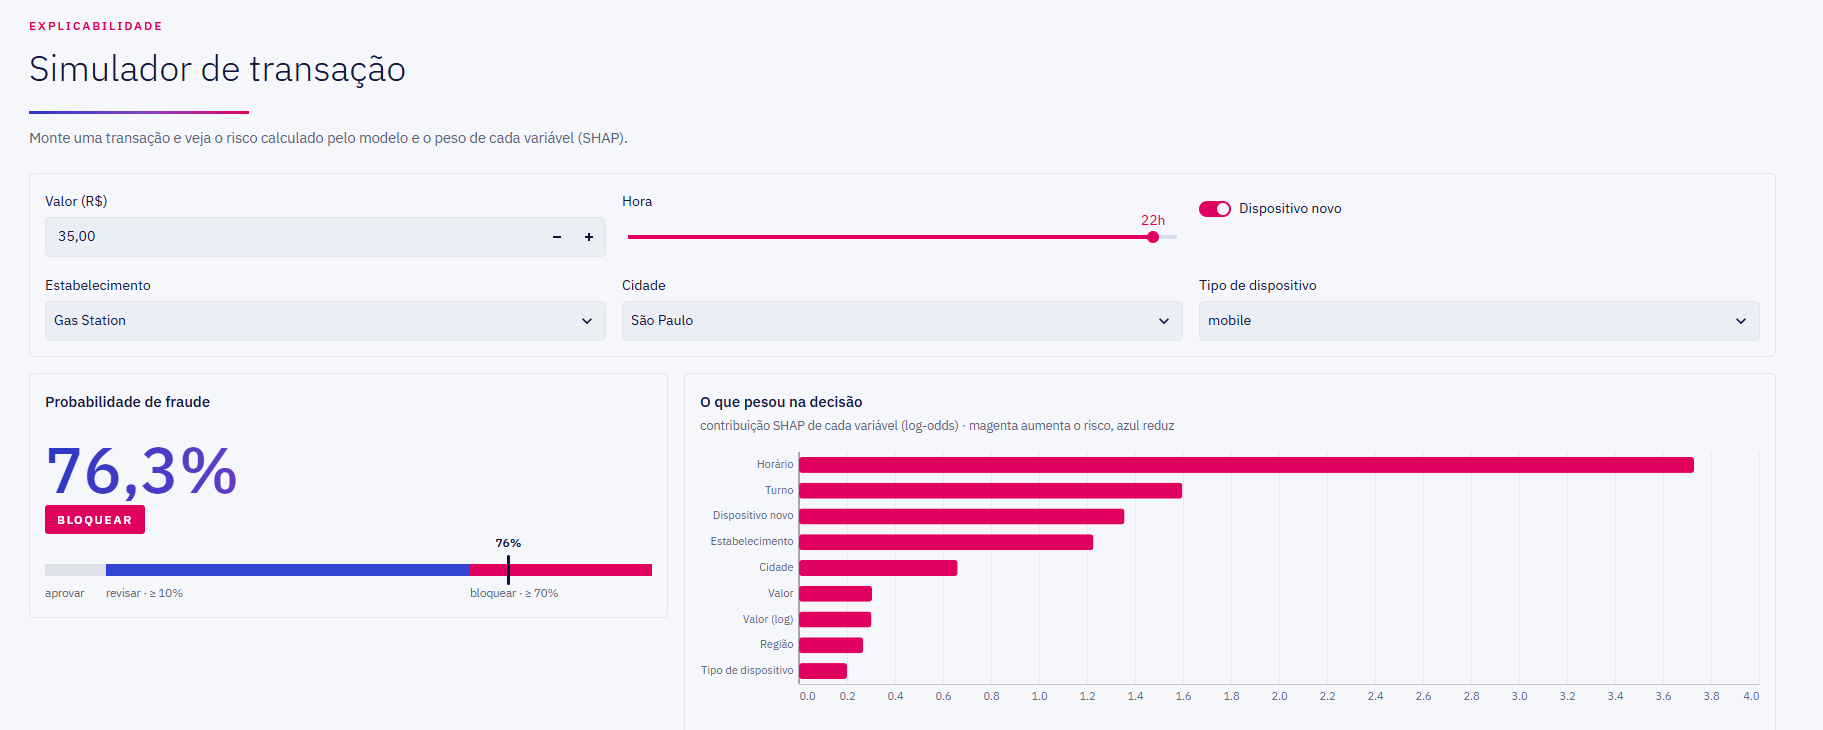 EXPLICABILIDADE
Simulador de transação
Monte uma transação e veja o risco calculado pelo modelo e o peso de cada variável (SHAP).
Valor (R$)
35,00
Hora
22h
Dispositivo novo
Estabelecimento
Gas Station
Cidade
São Paulo
Tipo de dispositivo
mobile
Probabilidade de fraude
76,3%
BLOQUEAR
76%
aprovar
revisar · ≥ 10%
bloquear · ≥ 70%
O que pesou na decisão
contribuição SHAP de cada variável (log-odds) · magenta aumenta o risco, azul reduz
Horário
Turno
Dispositivo novo
Estabelecimento
Cidade
Valor
Valor (log)
Região
Tipo de dispositivo
0.0 0.2 0.4 0.6 0.8 1.0 1.2 1.4 1.6 1.8 2.0 2.2 2.4 2.6 2.8 3.0 3.2 3.4 3.6 3.8 4.0